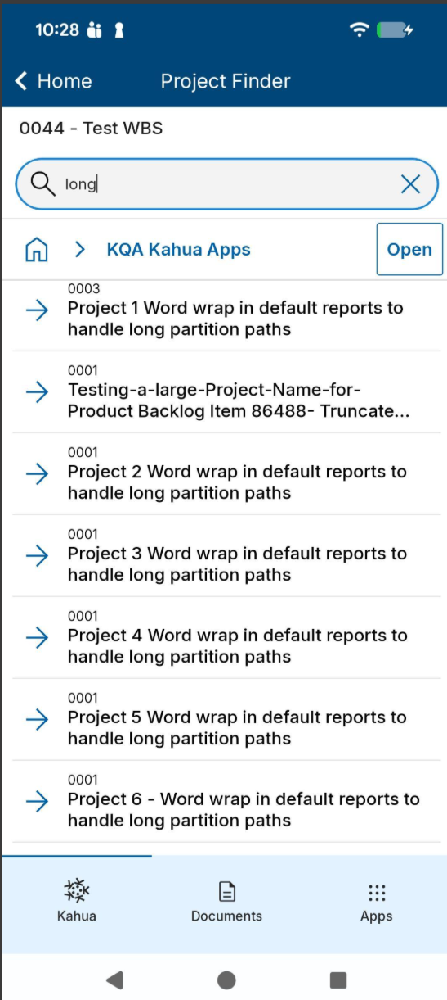 10:28
Home
Project Finder
0044 - Test WBS
long
KQA Kahua Apps
Open
0003
Project 1 Word wrap in default reports to
handle long partition paths
0001
Testing-a-large-Project-Name-for-
Product Backlog Item 86488- Truncate...
0001
Project 2 Word wrap in default reports to
handle long partition paths
0001
Project 3 Word wrap in default reports to
handle long partition paths
0001
Project 4 Word wrap in default reports to
handle long partition paths
0001
Project 5 Word wrap in default reports to
handle long partition paths
0001
Project 6 - Word wrap in default reports to
handle long partition paths
Kahua
Documents
Apps